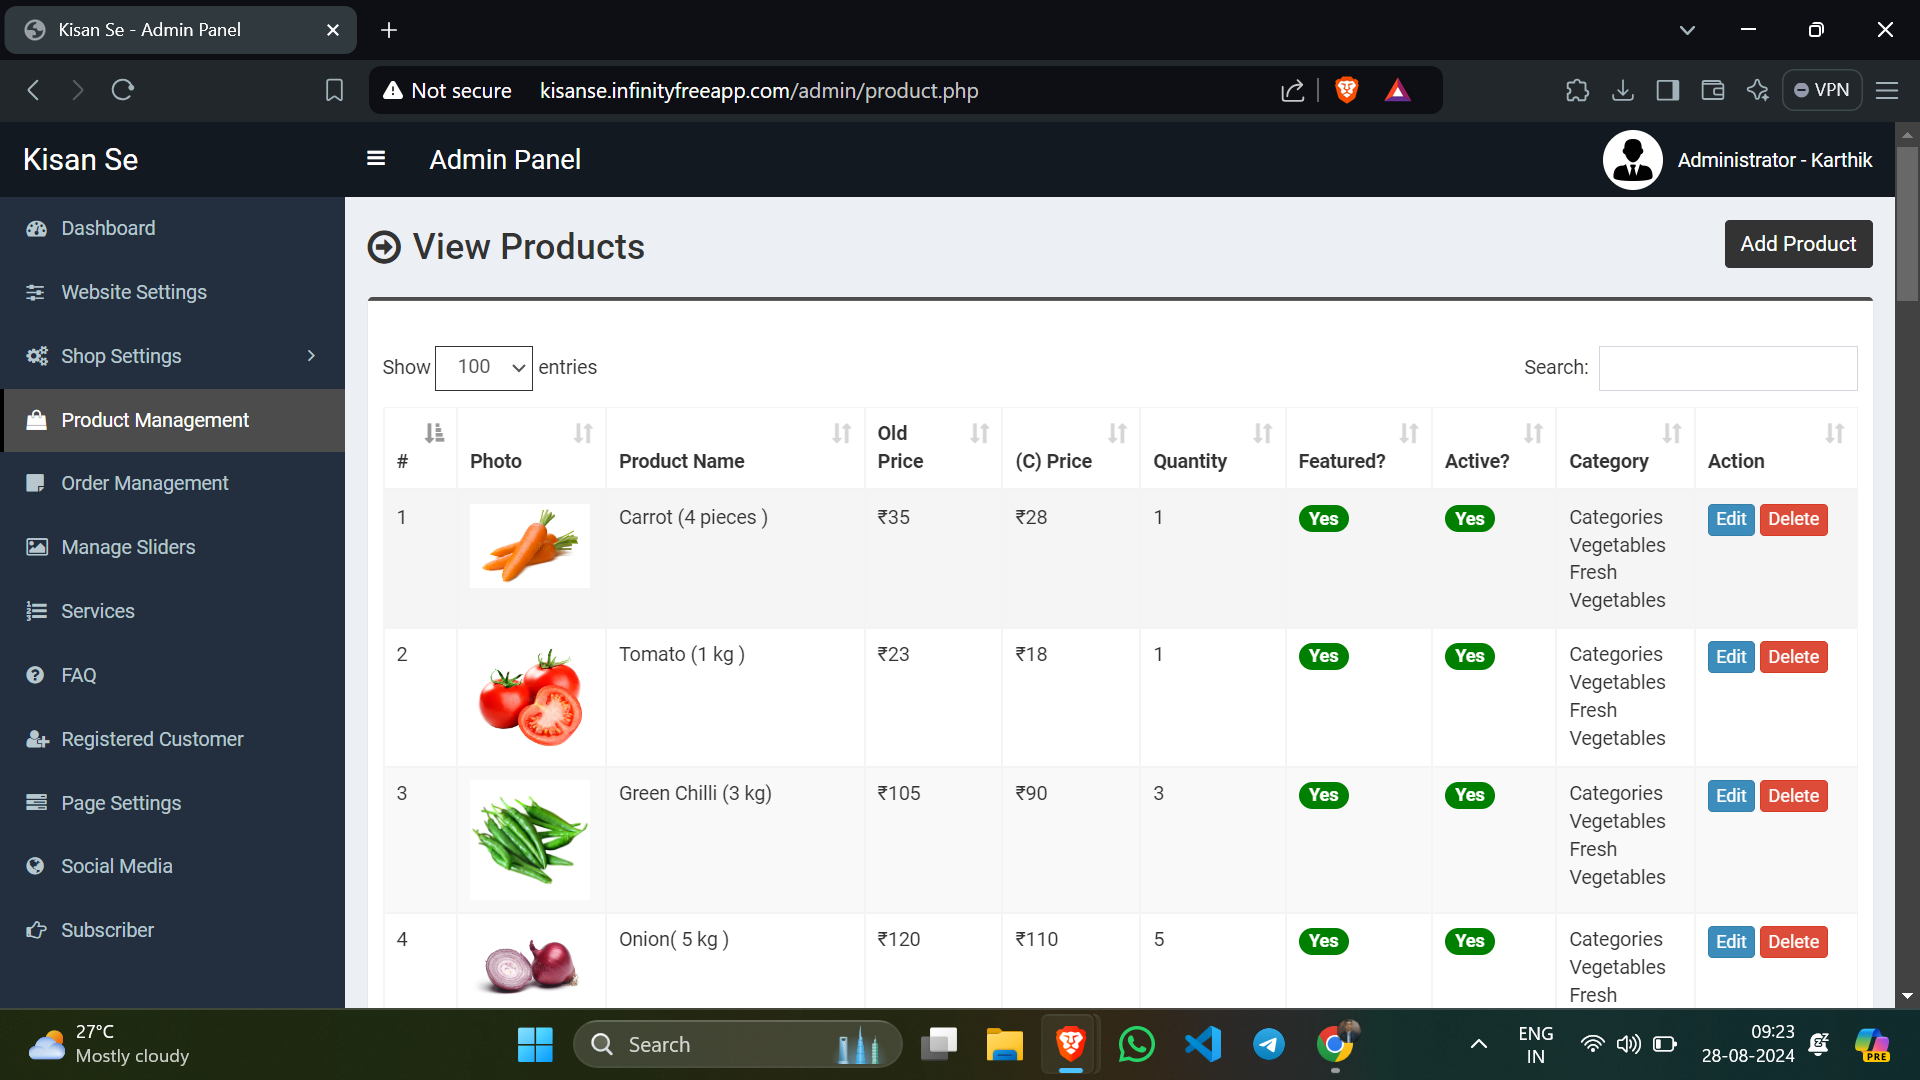 Kisan Se - Admin Panel
Not secure kisanse.infinityfreeapp.com/admin/product.php
VPN
Kisan Se
Admin Panel
Administrator - Karthik
Dashboard
Website Settings
Shop Settings
Product Management
Order Management
Manage Sliders
Services
FAQ
Registered Customer
Page Settings
Social Media
Subscriber
View Products
Add Product
Show 100 entries
Search:
# Photo Product Name Old Price (C) Price Quantity Featured? Active? Category Action
1 Carrot (4 pieces ) ₹35 ₹28 1 Yes Yes Categories Edit Delete
Vegetables
Fresh
Vegetables
2 Tomato (1 kg ) ₹23 ₹18 1 Yes Yes Categories Edit Delete
Vegetables
Fresh
Vegetables
3 Green Chilli (3 kg) ₹105 ₹90 3 Yes Yes Categories Edit Delete
Vegetables
Fresh
Vegetables
4 Onion( 5 kg ) ₹120 ₹110 5 Yes Yes Categories Edit Delete
Vegetables
Fresh
27°C
Mostly cloudy
Search
ENG
IN
09:23
28-08-2024
PRE